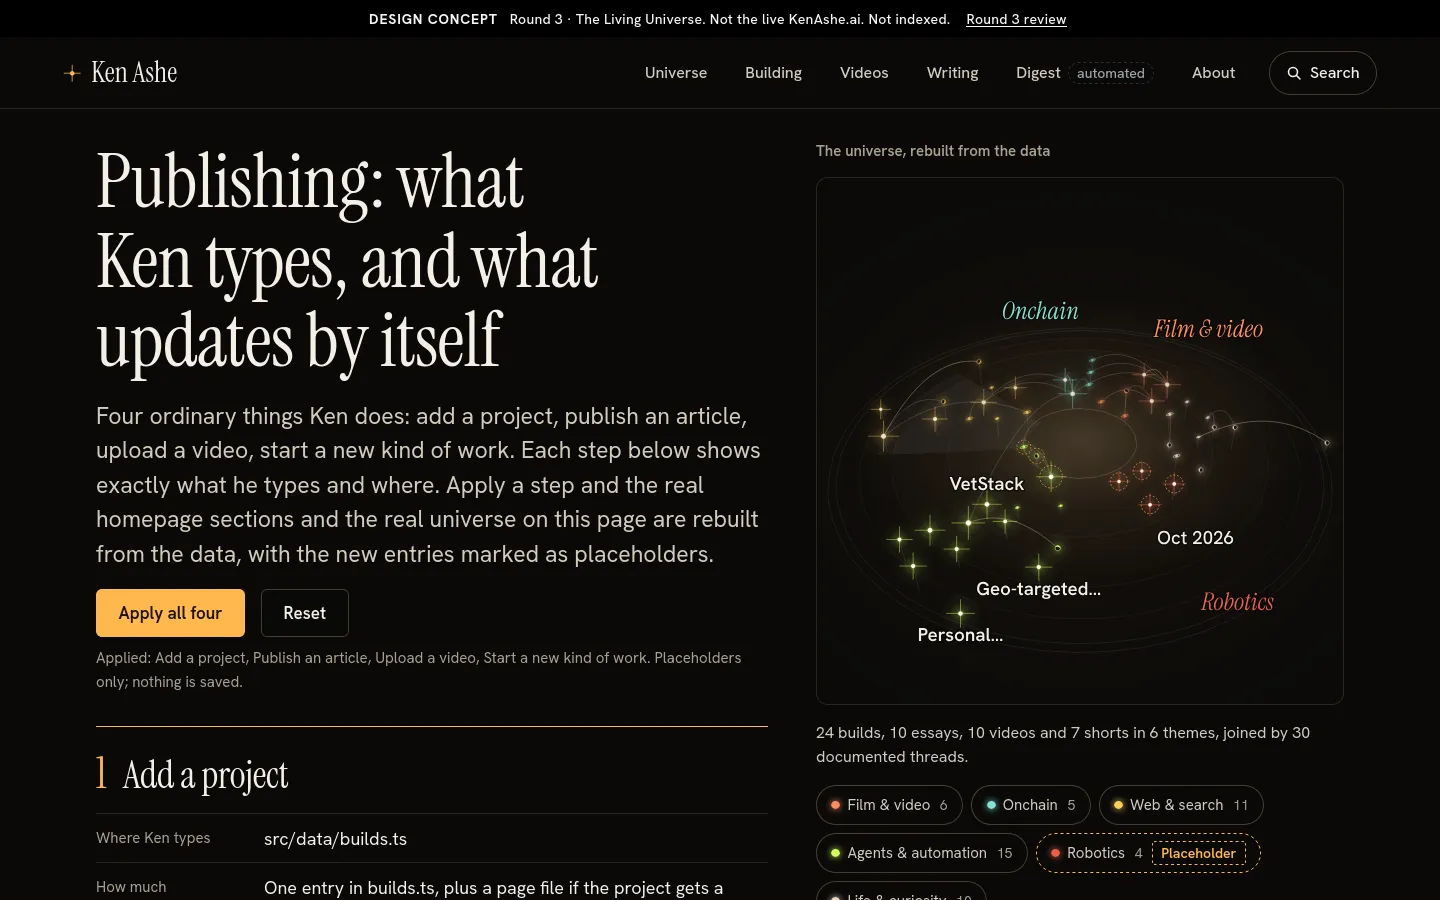 DESIGN CONCEPT Round 3 · The Living Universe. Not the live KenAshe.ai. Not indexed. Round 3 review
Ken Ashe
Universe
Building
Videos
Writing
Digest automated
About
Search
Publishing: what
Ken types, and what
updates by itself
Four ordinary things Ken does: add a project, publish an article,
upload a video, start a new kind of work. Each step below shows
exactly what he types and where. Apply a step and the real
homepage sections and the real universe on this page are rebuilt
from the data, with the new entries marked as placeholders.
Apply all four
Reset
Applied: Add a project, Publish an article, Upload a video, Start a new kind of work. Placeholders
only; nothing is saved.
1 Add a project
Where Ken types src/data/builds.ts
How much One entry in builds.ts, plus a page file if the project gets a
The universe, rebuilt from the data
Onchain
Film & video
VetStack
Oct 2026
Geo-targeted...
Robotics
Personal...
24 builds, 10 essays, 10 videos and 7 shorts in 6 themes, joined by 30
documented threads.
Film & video 6
Onchain 5
Web & search 11
Agents & automation 15
Robotics 4 Placeholder
Life & curiosity 10